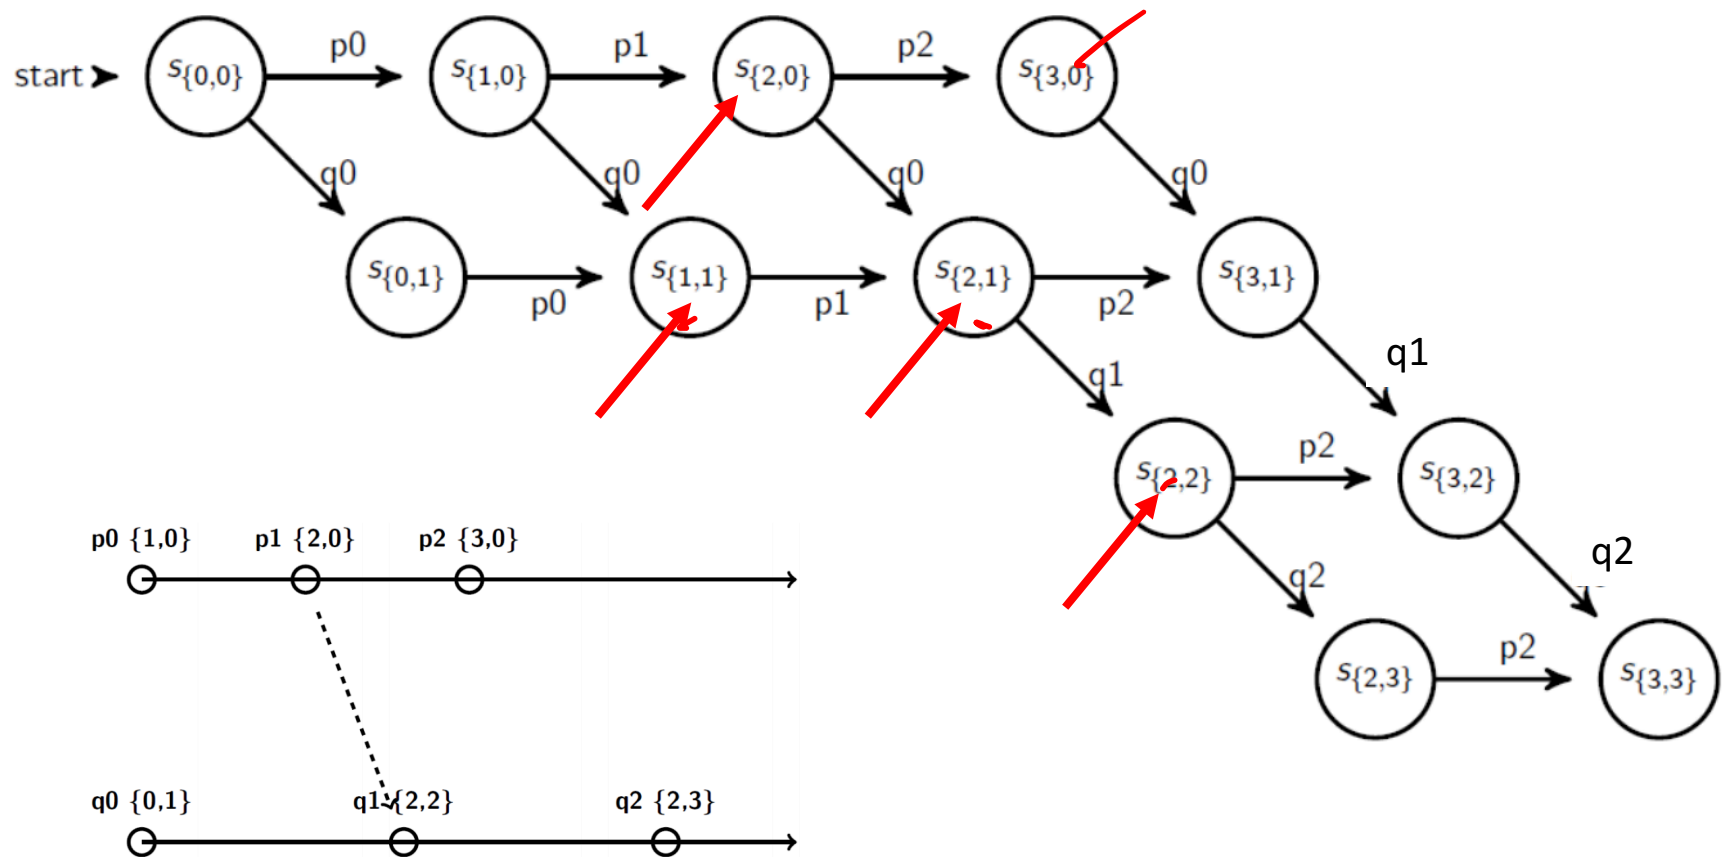 p0 p1 p2
start S{0,0} S{1,0} S{2,0} S{3,0}
q0 q0 q0 q0
S{0,1} S{1,1} S{2,1} S{3,1}
p0 p1 p2
q1 q1
p2
S{2,2} S{3,2}
p0 {1,0} p1 {2,0} p2 {3,0}
q2 q2
p2
S{2,3} S{3,3}
q0 {0,1} q1 {2,2} q2 {2,3}